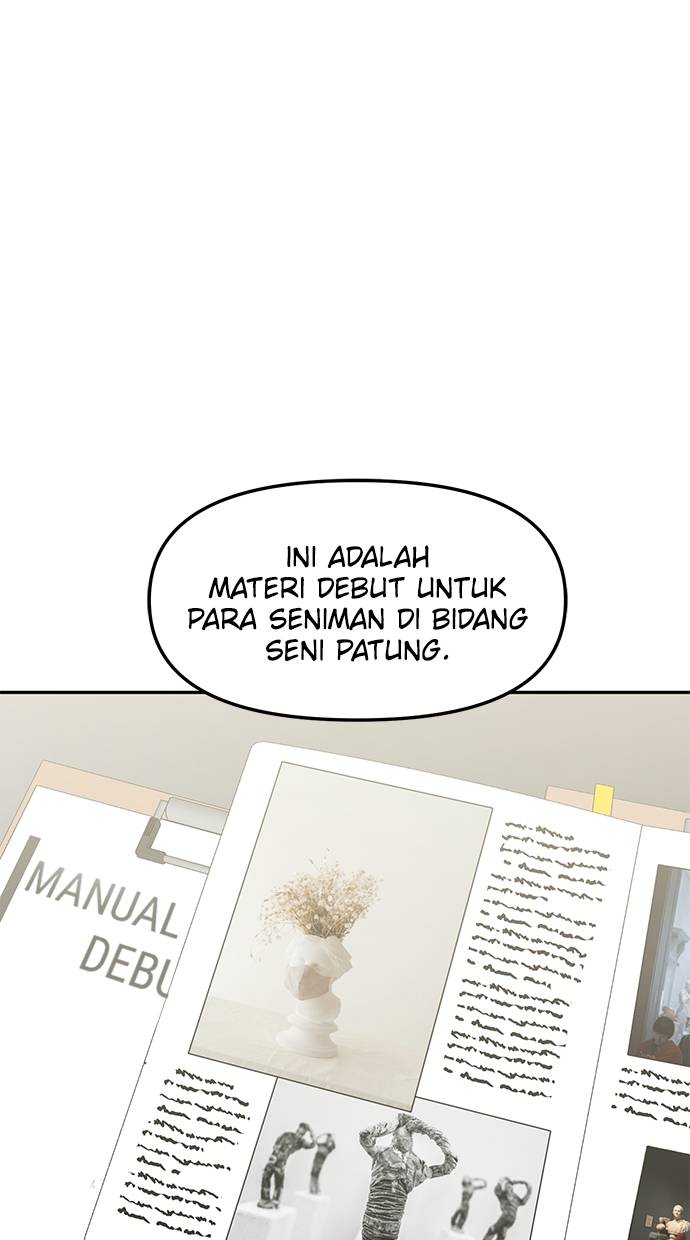 INI ADALAH
MATERI DEBUT UNTUK
PARA SENIMAN DI BIDANG
SENI PATUNG.
MANUAL
DEBU